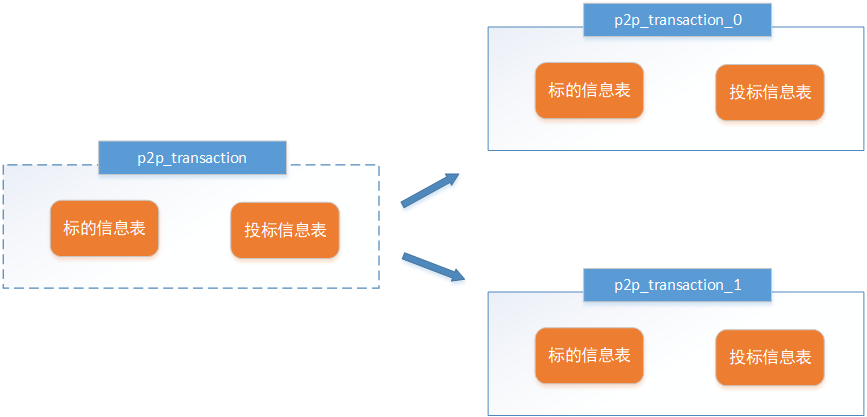 p2p_transaction_0
标的信息表
投标信息表
p2p_transaction
标的信息表
投标信息表
p2p_transaction_1
标的信息表
投标信息表